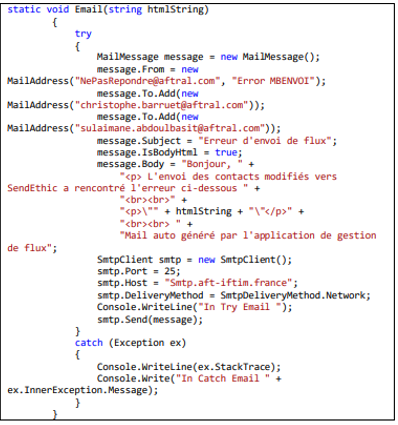 static void Email(string htmlString)
{
try
{
MailMessage message = new MailMessage();
message.From = new
MailAddress("NePasRepondre@aftral.com", "Error MBENVOI");
message.To.Add(new
MailAddress("christophe.barruet@aftral.com"));
message.To.Add(new
MailAddress("sulaimane.abdoulbasit@aftral.com"));
message.Subject = "Erreur d'envoi de flux";
message.IsBodyHtml = true;
message.Body = "Bonjour, " +
"<p> L'envoi des contacts modifiés vers
SendEthic a rencontré l'erreur ci-dessous " +
"<br><br>" +
"<p>\"" + htmlString + "\"</p>" +
"<br><br> " +
"Mail auto généré par l'application de gestion
de flux";
SmtpClient smtp = new SmtpClient();
smtp.Port = 25;
smtp.Host = "Smtp.aft-iftim.france";
smtp.DeliveryMethod = SmtpDeliveryMethod.Network;
Console.WriteLine("In Try Email ");
smtp.Send(message);
}
catch (Exception ex)
{
Console.WriteLine(ex.StackTrace);
Console.Write("In Catch Email " +
ex.InnerException.Message);
}
}